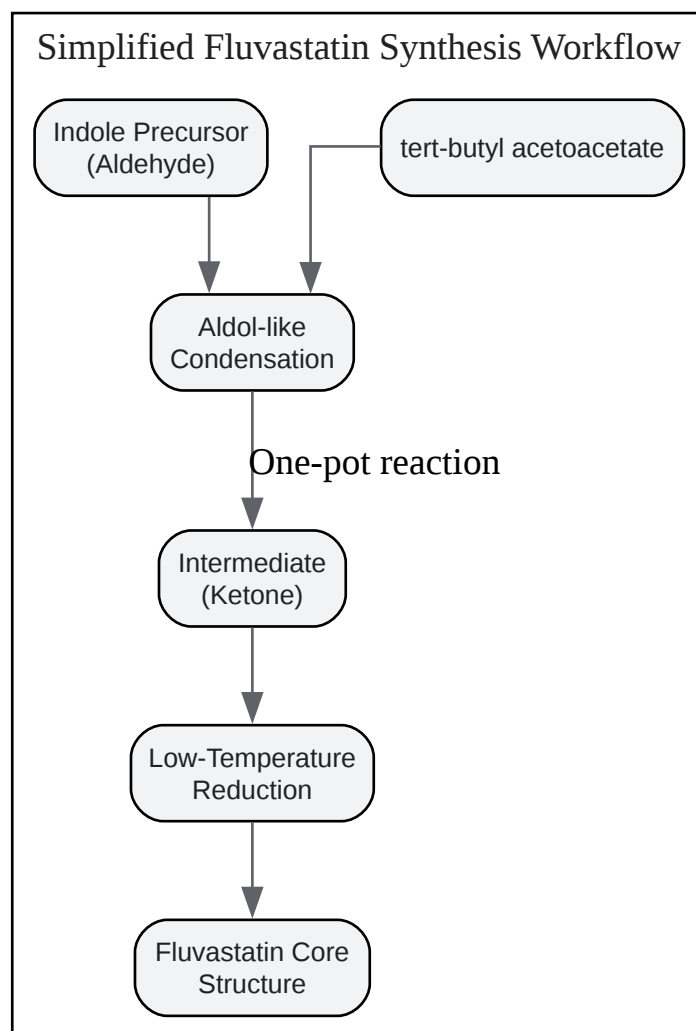 Simplified Fluvastatin Synthesis Workflow
Indole Precursor
(Aldehyde)
tert-butyl acetoacetate
Aldol-like
Condensation
One-pot reaction
Intermediate
(Ketone)
Low-Temperature
Reduction
Fluvastatin Core
Structure